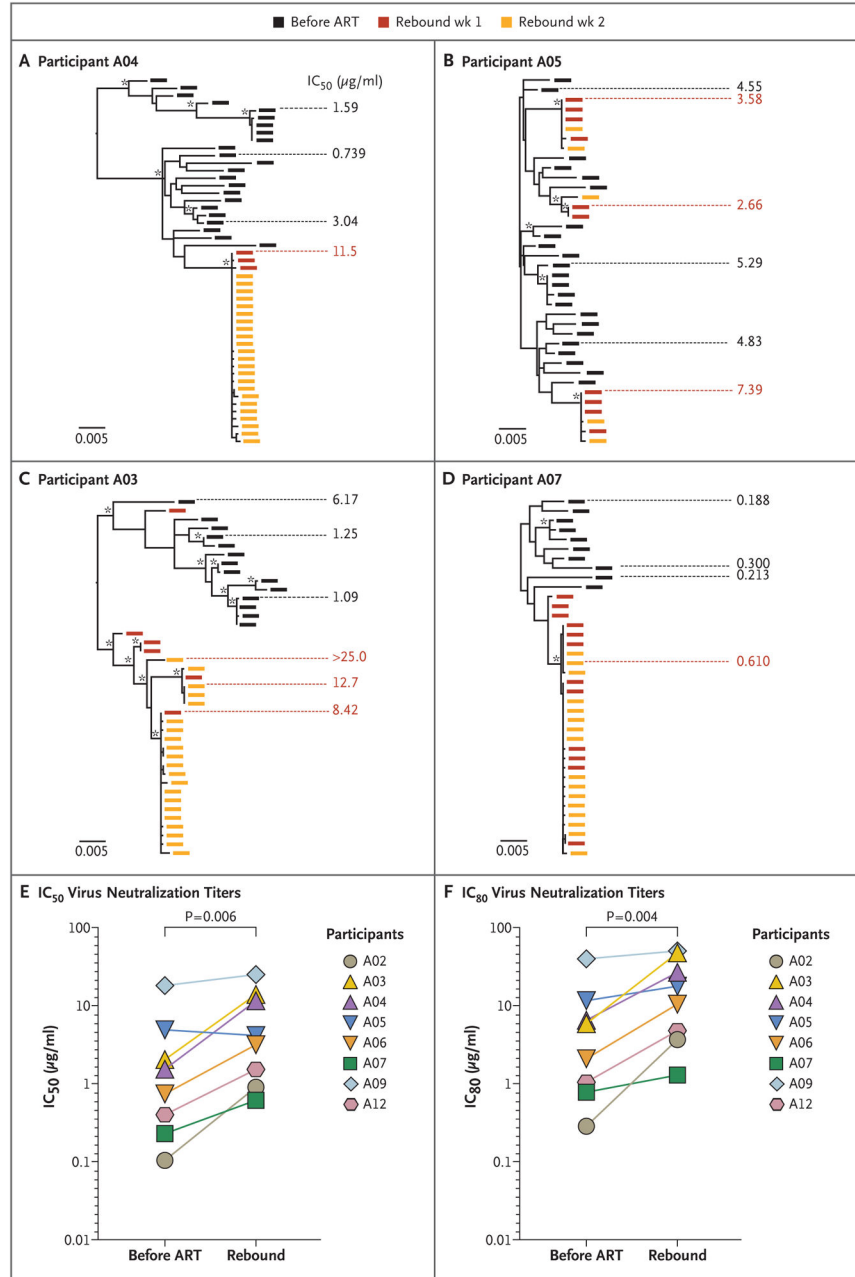 Before ART Rebound wk 1 Rebound wk 2
A Participant A04
IC50 (µg/ml)
1.59
0.739
3.04
11.5
0.005
B Participant A05
4.55
3.58
2.66
5.29
4.83
7.39
0.005
C Participant A03
6.17
1.25
1.09
>25.0
12.7
8.42
0.005
D Participant A07
0.188
0.300
0.213
0.610
0.005
E IC50 Virus Neutralization Titers
P=0.006
100
10
1
0.1
0.01
IC50 (µg/ml)
Before ART Rebound
Participants
A02
A03
A04
A05
A06
A07
A09
A12
F IC80 Virus Neutralization Titers
P=0.004
100
10
1
0.1
0.01
IC80 (µg/ml)
Before ART Rebound
Participants
A02
A03
A04
A05
A06
A07
A09
A12